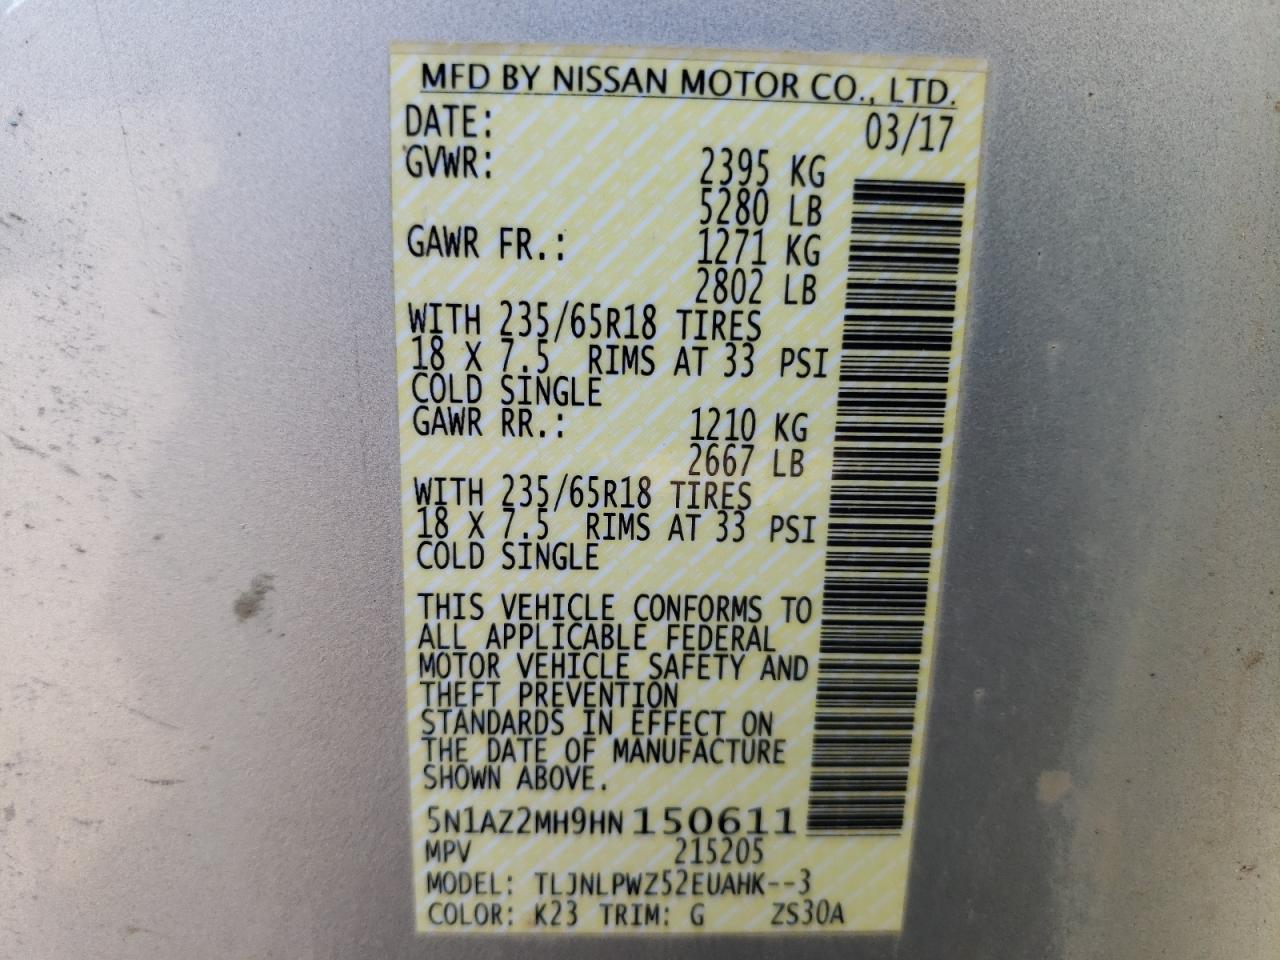 MFD BY NISSAN MOTOR CO., LTD.
DATE: 03/17
GVWR: 2395 KG
5280 LB
GAWR FR.: 1271 KG
2802 LB
WITH 235/65R18 TIRES
18 X 7.5 RIMS AT 33 PSI
COLD SINGLE
GAWR RR.: 1210 KG
2667 LB
WITH 235/65R18 TIRES
18 X 7.5 RIMS AT 33 PSI
COLD SINGLE
THIS VEHICLE CONFORMS TO
ALL APPLICABLE FEDERAL
MOTOR VEHICLE SAFETY AND
THEFT PREVENTION
STANDARDS IN EFFECT ON
THE DATE OF MANUFACTURE
SHOWN ABOVE.
5N1AZ2MH9HN150611
MPV 215205
MODEL: TLJNLPWZ52EUAHK--3
COLOR: K23 TRIM: G ZS30A